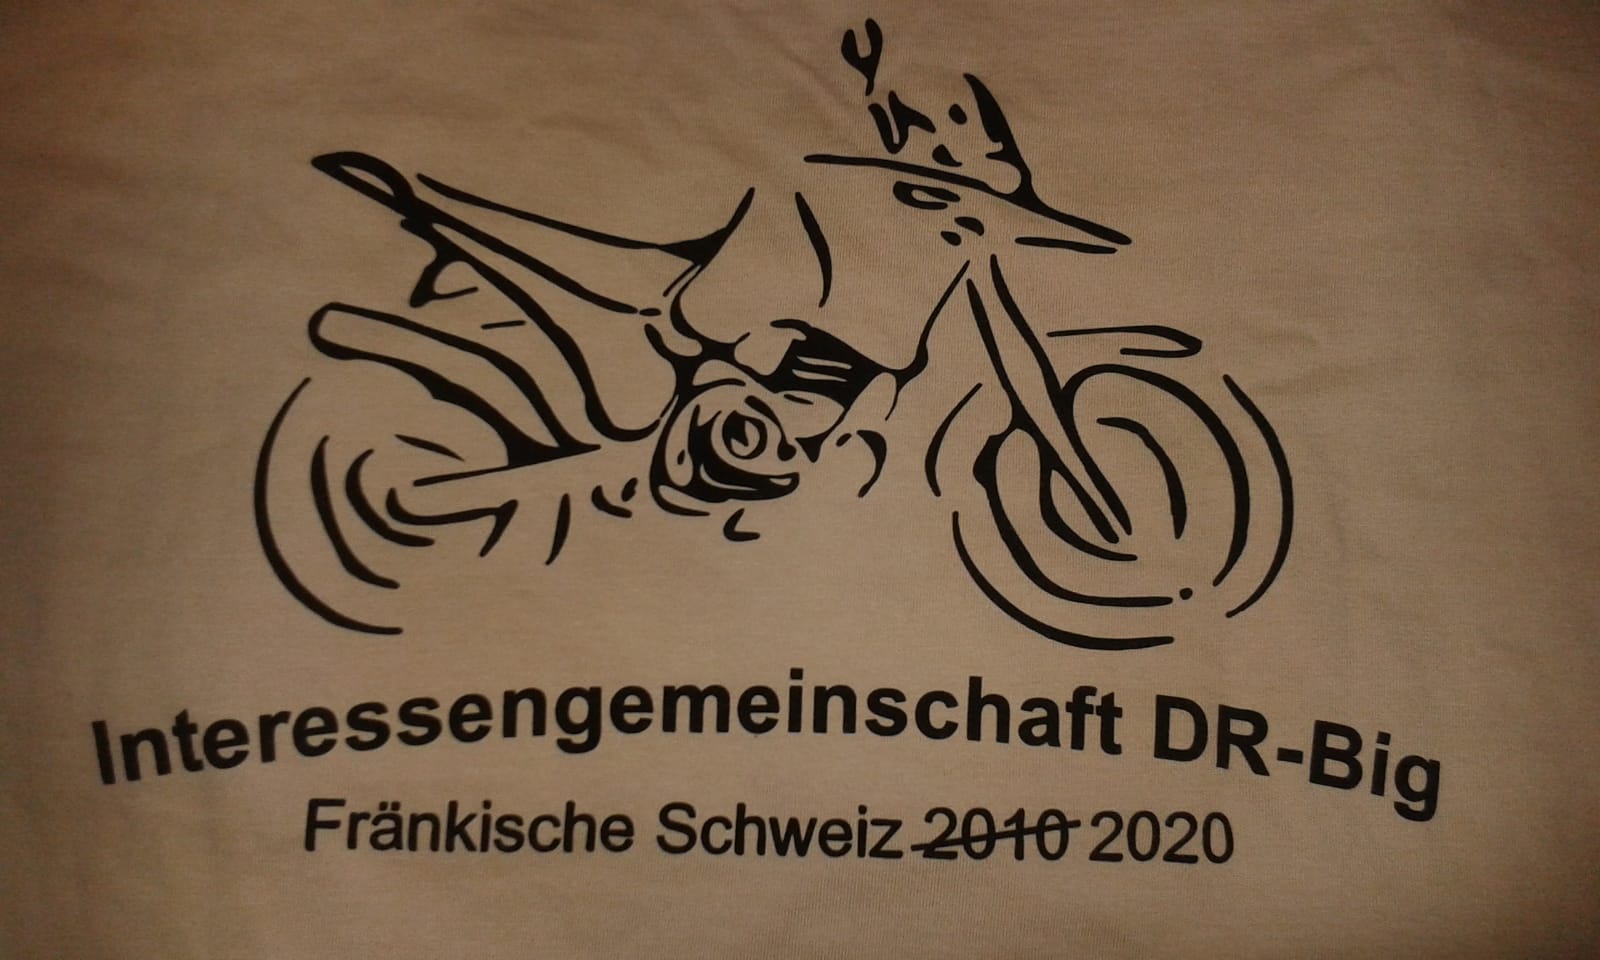 Interessengemeinschaft DR-Big
Fränkische Schweiz 2010 2020